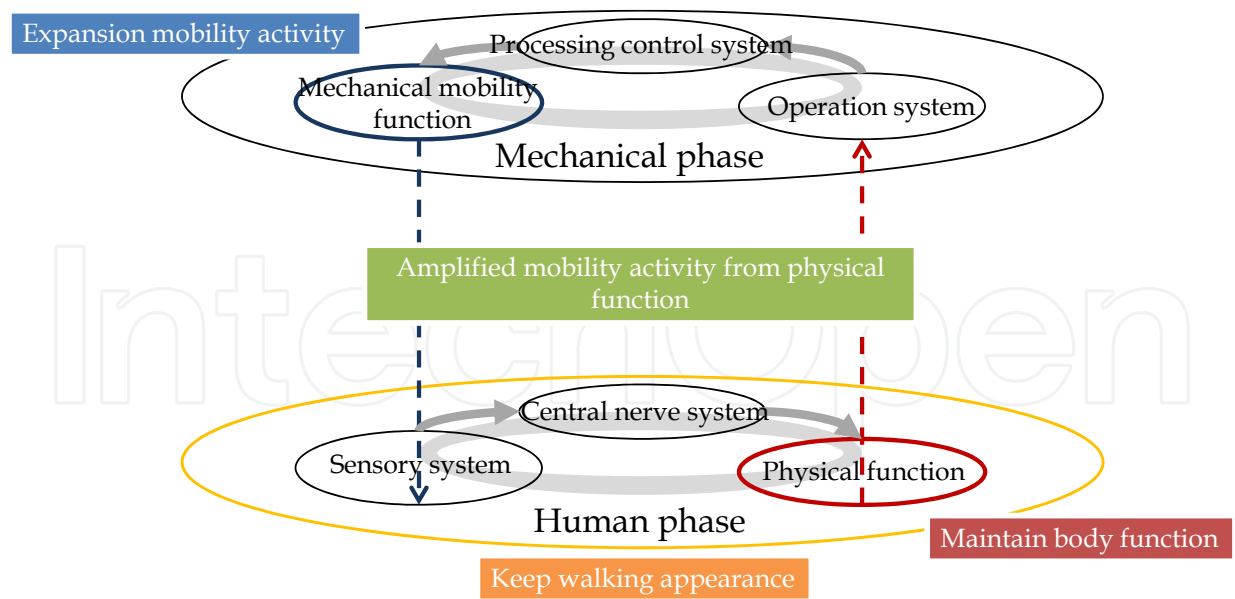 Expansion mobility activity
Processing control system
Mechanical mobility
function
Operation system
Mechanical phase
Amplified mobility activity from physical
function
IntechOpen
Central nerve system
Sensory system
Physical function
Human phase
Maintain body function
Keep walking appearance